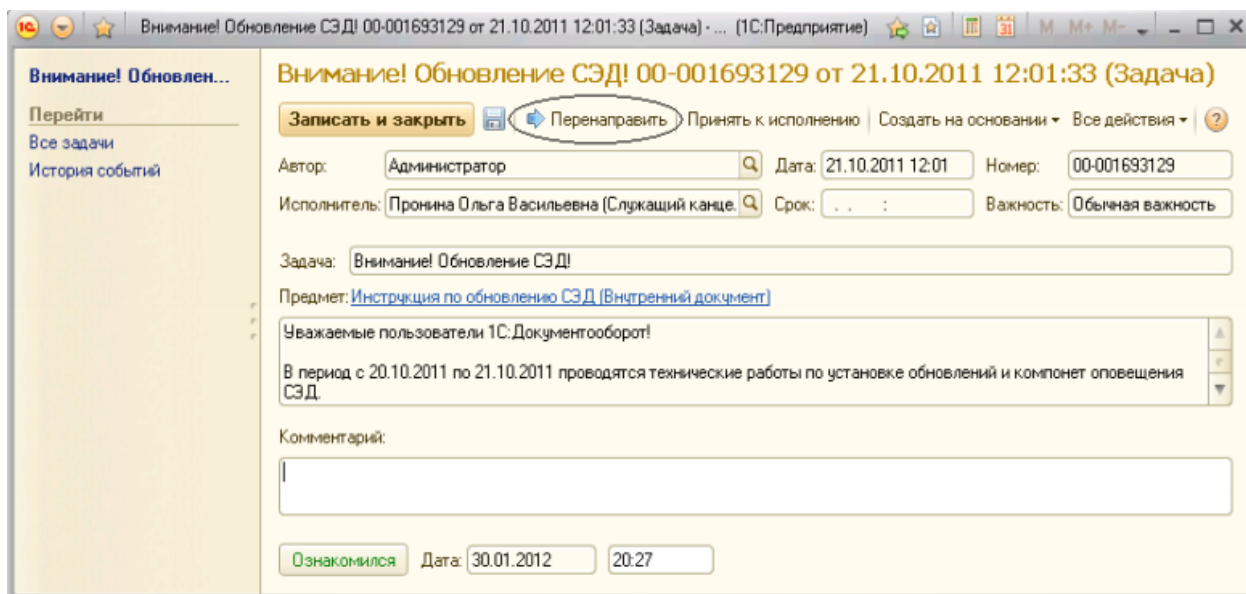 Внимание! Обновление СЭД! 00-001693129 от 21.10.2011 12:01:33 (Задача) - ... (1С:Предприятие) 31 M M+ M-
Внимание! Обновлен...
Перейти
Все задачи
История событий
Внимание! Обновление СЭД! 00-001693129 от 21.10.2011 12:01:33 (Задача)
Записать и закрыть Перенаправить Принять к исполнению Создать на основании Все действия ?
Автор: Администратор Дата: 21.10.2011 12:01 Номер: 00-001693129
Исполнитель: Пронина Ольга Васильевна (Служащий канце. Срок: . . : Важность: Обычная важность
Задача: Внимание! Обновление СЭД!
Предмет: Инструкция по обновлению СЭД (Внутренний документ)
Уважаемые пользователи 1С:Документооборот!
В период с 20.10.2011 по 21.10.2011 проводятся технические работы по установке обновлений и компонет оповещения
СЭД.
Комментарий:
Ознакомился Дата: 30.01.2012 20:27